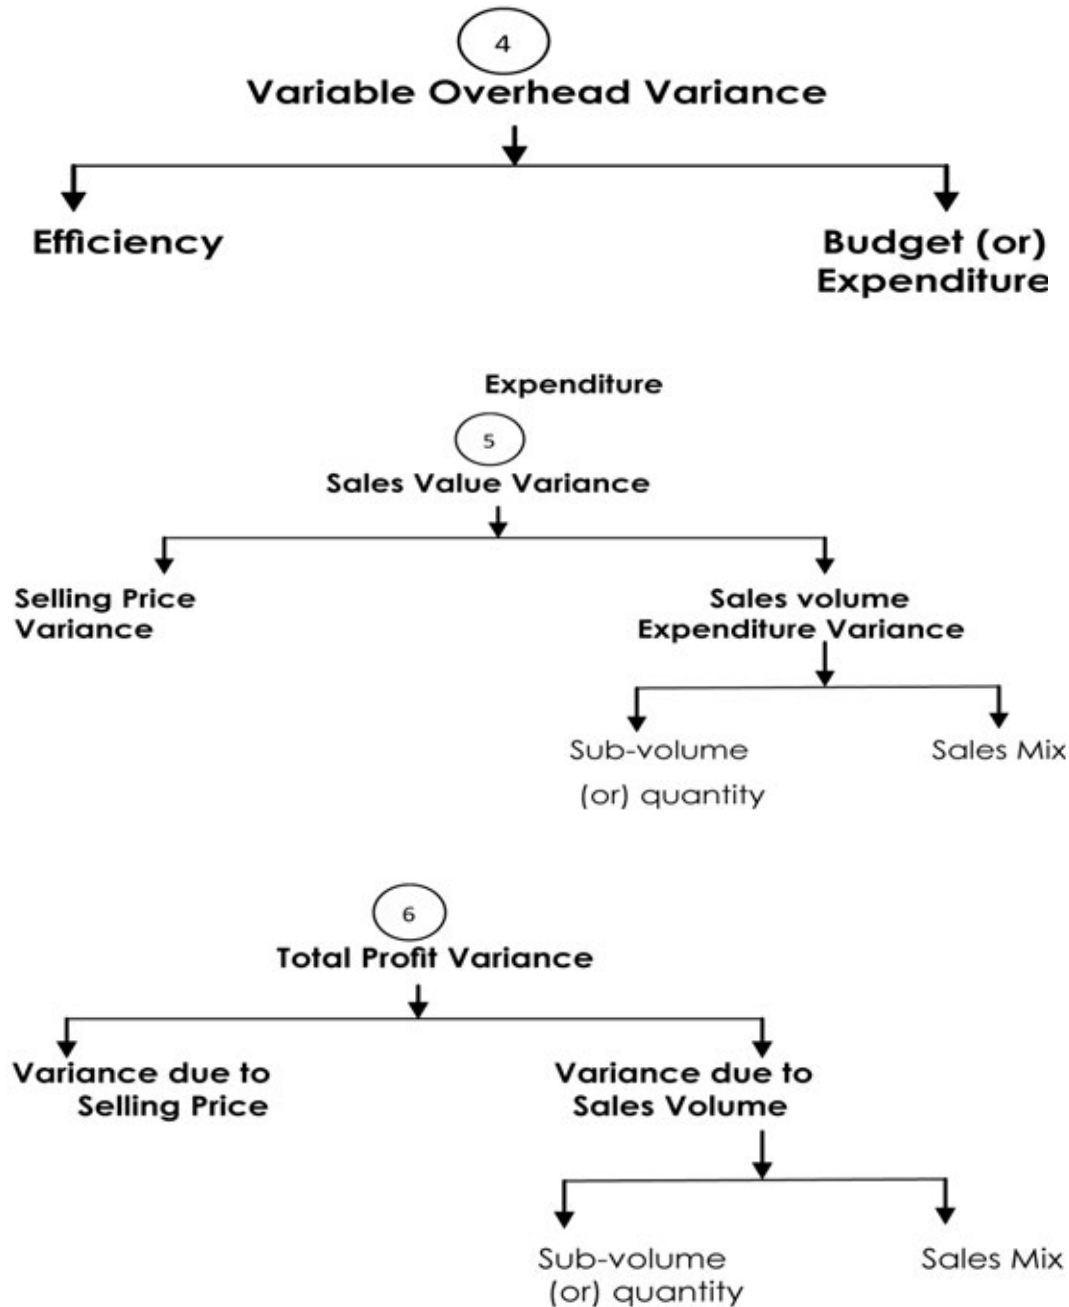 4
Variable Overhead Variance
Efficiency
Budget (or)
Expenditure
Expenditure
5
Sales Value Variance
Selling Price
Variance
Sales volume
Expenditure Variance
Sub-volume
(or) quantity
Sales Mix
6
Total Profit Variance
Variance due to
Selling Price
Variance due to
Sales Volume
Sub-volume
(or) quantity
Sales Mix